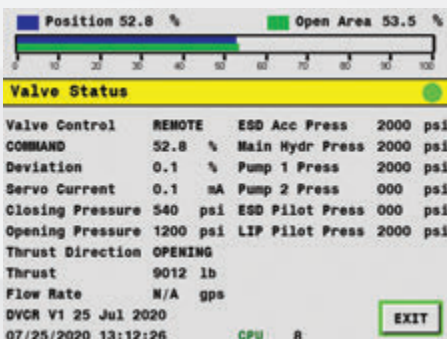 Position 52.8 % Open Area 53.5 %
0 10 20 30 40 50 60 70 80 90 100
Valve Status
Valve Control REMOTE ESD Acc Press 2000 psi
COMMAND 52.8 % Main Hydr Press 2000 psi
Deviation 0.1 % Pump 1 Press 2000 psi
Servo Current 0.1 mA Pump 2 Press 000 psi
Closing Pressure 540 psi ESD Pilot Press 000 psi
Opening Pressure 1200 psi LIP Pilot Press 2000 psi
Thrust Direction OPENING
Thrust 9012 lb
Flow Rate N/A gps
DVCR V1 25 Jul 2020
EXIT
07/25/2020 13:12:26 CPU R